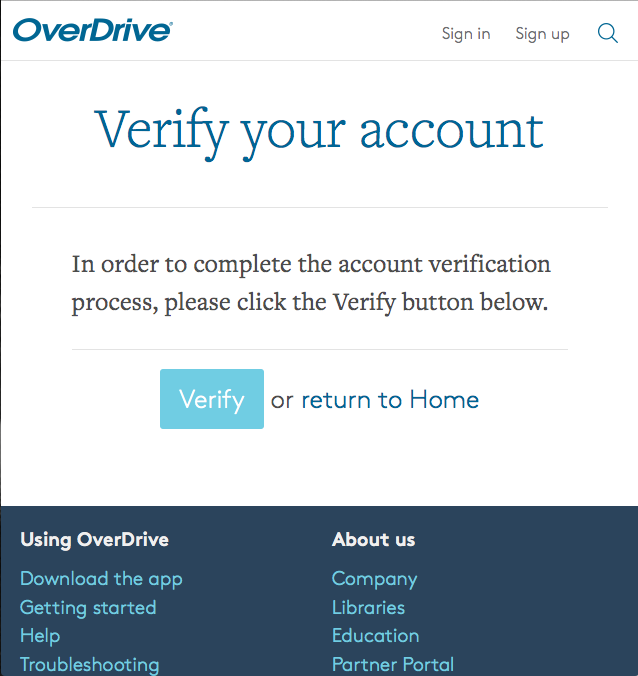 OverDrive®
Sign in Sign up
Verify your account
In order to complete the account verification
process, please click the Verify button below.
Verify or return to Home
Using OverDrive
Download the app
Getting started
Help
Troubleshooting
About us
Company
Libraries
Education
Partner Portal